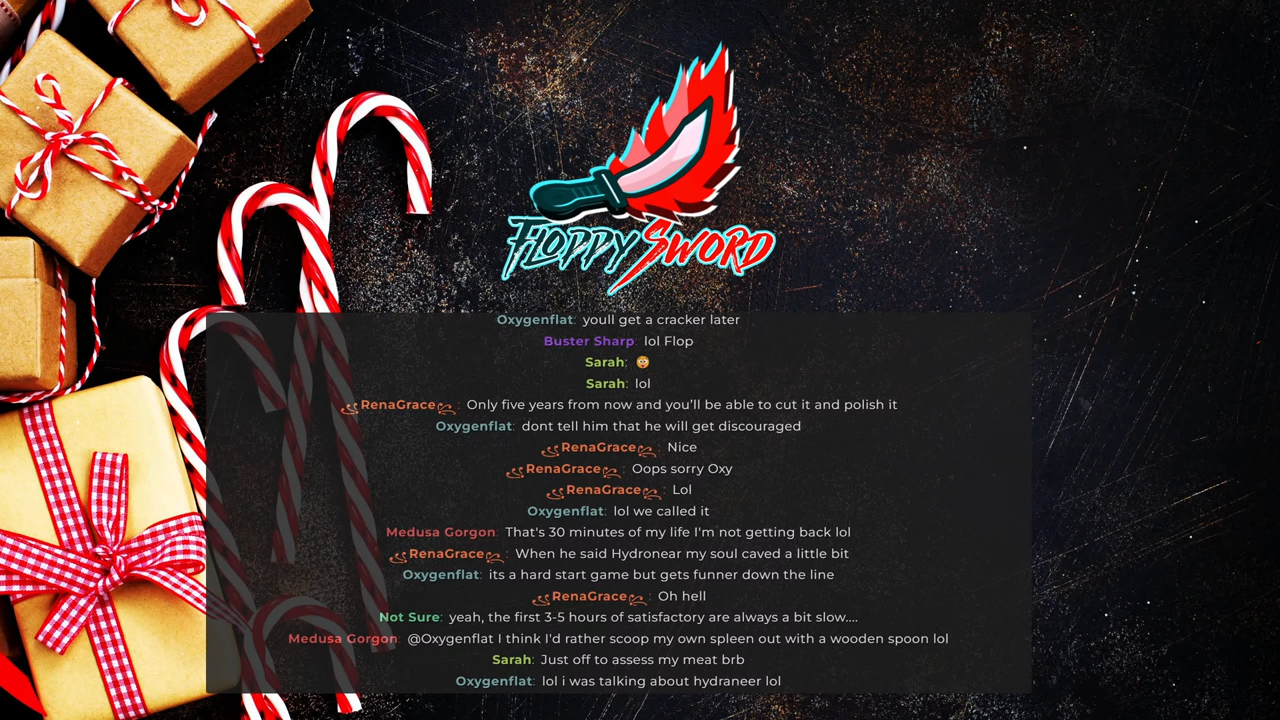 Floppy Sword
Oxygenflat: youll get a cracker later
Buster Sharp: lol Flop
Sarah: 😳
Sarah: lol
RenaGrace: Only five years from now and you’ll be able to cut it and polish it
Oxygenflat: dont tell him that he will get discouraged
RenaGrace: Nice
RenaGrace: Oops sorry Oxy
RenaGrace: Lol
Oxygenflat: lol we called it
Medusa Gorgon: That's 30 minutes of my life I'm not getting back lol
RenaGrace: When he said Hydronear my soul caved a little bit
Oxygenflat: its a hard start game but gets funner down the line
RenaGrace: Oh hell
Not Sure: yeah, the first 3-5 hours of satisfactory are always a bit slow....
Medusa Gorgon: @Oxygenflat I think I'd rather scoop my own spleen out with a wooden spoon lol
Sarah: Just off to assess my meat brb
Oxygenflat: lol i was talking about hydraneer lol